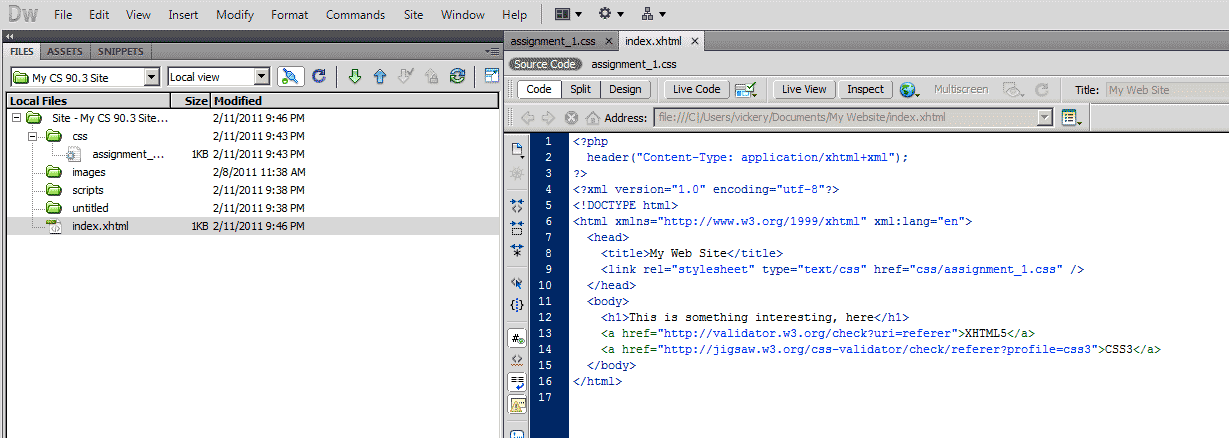 Dw File Edit View Insert Modify Format Commands Site Window Help
FILES ASSETS SNIPPETS
My CS 90.3 Site Local view
Local Files Size Modified
Site - My CS 90.3 Site... 2/11/2011 9:46 PM
css 2/11/2011 9:43 PM
assignment_... 1KB 2/11/2011 9:43 PM
images 2/8/2011 11:38 AM
scripts 2/11/2011 9:38 PM
untitled 2/11/2011 9:38 PM
index.xhtml 1KB 2/11/2011 9:46 PM
assignment_1.css index.xhtml
Source Code assignment_1.css
Code Split Design Live Code Live View Inspect Multiscreen Title: My Web Site
Address: file:///C|/Users/vickery/Documents/My Website/index.xhtml
1 <?php
2 header("Content-Type: application/xhtml+xml");
3 ?>
4 <?xml version="1.0" encoding="utf-8"?>
5 <!DOCTYPE html>
6 <html xmlns="http://www.w3.org/1999/xhtml" xml:lang="en">
7 <head>
8 <title>My Web Site</title>
9 <link rel="stylesheet" type="text/css" href="css/assignment_1.css" />
10 </head>
11 <body>
12 <h1>This is something interesting, here</h1>
13 <a href="http://validator.w3.org/check?uri=referer">XHTML5</a>
14 <a href="http://jigsaw.w3.org/css-validator/check/referer?profile=css3">CSS3</a>
15 </body>
16 </html>
17